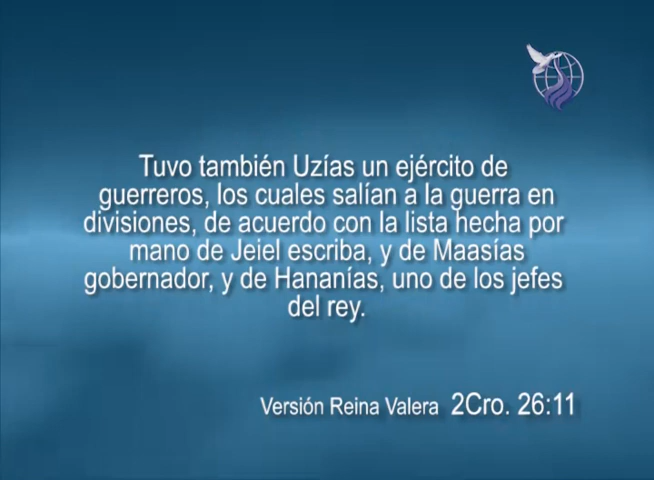 Tuvo también Uzías un ejército de
guerreros, los cuales salían a la guerra en
divisiones, de acuerdo con la lista hecha por
mano de Jeiel escriba, y de Maasías
gobernador, y de Hananías, uno de los jefes
del rey.
Versión Reina Valera 2Cro. 26:11